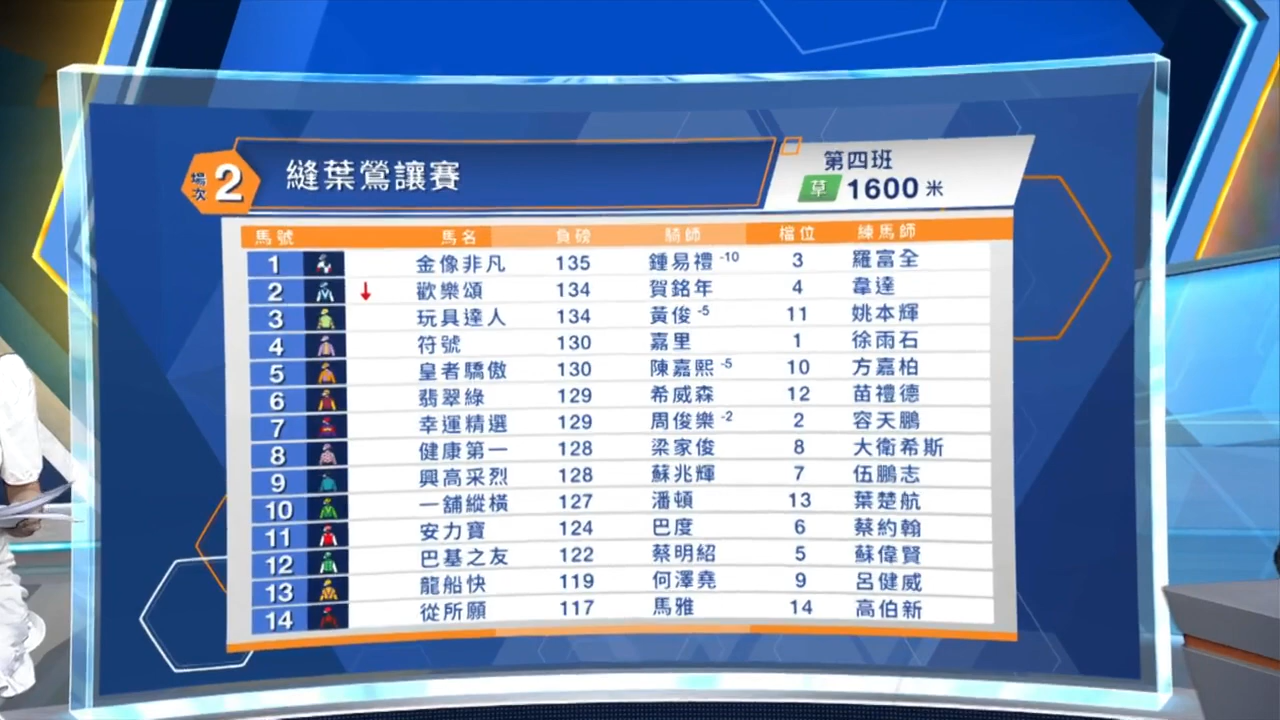 場次 2 縫葉鶯讓賽
第四班
草 1600 米
馬號 馬名 負磅 騎師 檔位 練馬師
1 金像非凡 135 鍾易禮 -10 3 羅富全
2 歡樂頌 134 賀銘年 4 韋達
3 玩具達人 134 黃俊 -5 11 姚本輝
4 符號 130 嘉里 1 徐雨石
5 皇者驕傲 130 陳嘉熙 -5 10 方嘉柏
6 翡翠綠 129 希威森 12 苗禮德
7 幸運精選 129 周俊樂 -2 2 容天鵬
8 健康第一 128 梁家俊 8 大衛希斯
9 興高采烈 128 蘇兆輝 7 伍鵬志
10 一舖縱橫 127 潘頓 13 葉楚航
11 安力寶 124 巴度 6 蔡約翰
12 巴基之友 122 蔡明紹 5 蘇偉賢
13 龍船快 119 何澤堯 9 呂健威
14 從所願 117 馬雅 14 高伯新